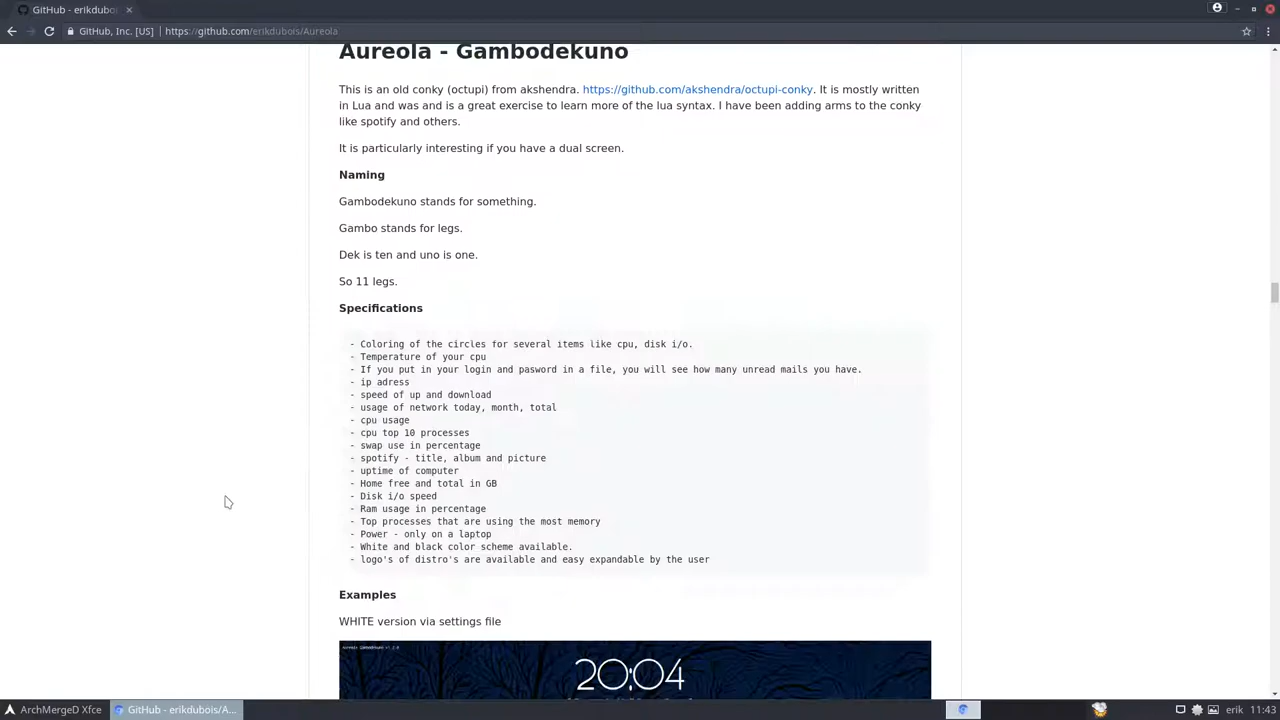 GitHub - erikdubois
GitHub, Inc. [US] | https://github.com/erikdubois/Aureola
Aureola - Gambodekuno
This is an old conky (octupi) from akshendra. https://github.com/akshendra/octupi-conky. It is mostly written
in Lua and was and is a great exercise to learn more of the lua syntax. I have been adding arms to the conky
like spotify and others.
It is particularly interesting if you have a dual screen.
Naming
Gambodekuno stands for something.
Gambo stands for legs.
Dek is ten and uno is one.
So 11 legs.
Specifications
- Coloring of the circles for several items like cpu, disk i/o.
- Temperature of your cpu
- If you put in your login and pasword in a file, you will see how many unread mails you have.
- ip adress
- speed of up and download
- usage of network today, month, total
- cpu usage
- cpu top 10 processes
- swap use in percentage
- spotify - title, album and picture
- uptime of computer
- Home free and total in GB
- Disk i/o speed
- Ram usage in percentage
- Top processes that are using the most memory
- Power - only on a laptop
- White and black color scheme available.
- logo's of distro's are available and easy expandable by the user
Examples
WHITE version via settings file
20:04
ArchMergeD Xfce
GitHub - erikdubois/A...
erik
11:43